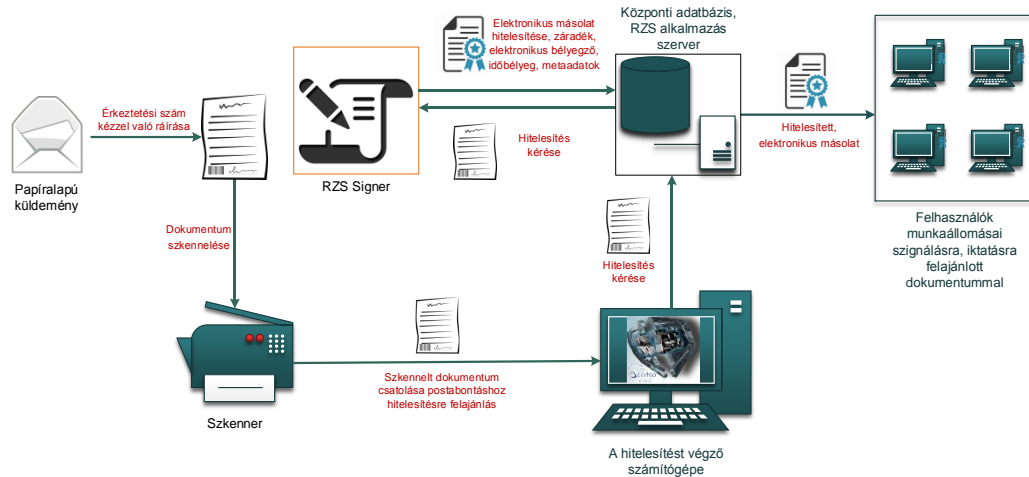 Elektronikus másolat
hitelesítése, záradék,
elektronikus bélyegző,
időbélyeg, metaadatok
Központi adatbázis,
RZS alkalmazás
szerver
Érkeztetési szám
kézzel való ráírása
Papíralapú
küldemény
RZS Signer
Hitelesítés
kérése
Hitelesített,
elektronikus másolat
Felhasználók
munkaállomásai
szignálásra, iktatásra
felajánlott
dokumentummal
Dokumentum
szkennelése
Hitelesítés
kérése
Szkenner
Szkennelt dokumentum
csatolása postabontáshoz
hitelesítésre felajánlás
certop
A hitelesítést végző
számítógépe